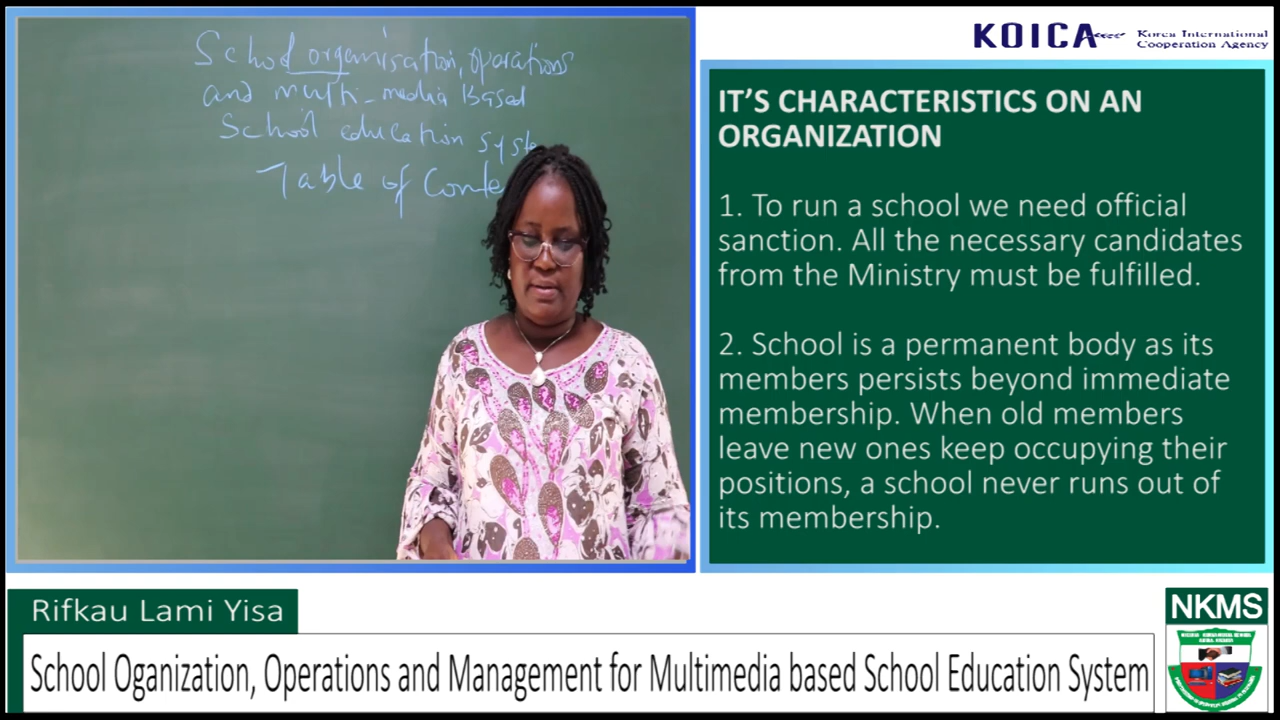 School organisation, operations
and multi-media Based
School education syste
Table of Conte
KOICA
Korea International
Cooperation Agency
IT'S CHARACTERISTICS ON AN
ORGANIZATION
1. To run a school we need official
sanction. All the necessary candidates
from the Ministry must be fulfilled.
2. School is a permanent body as its
members persists beyond immediate
membership. When old members
leave new ones keep occupying their
positions, a school never runs out of
its membership.
Rifkau Lami Yisa
School Oganization, Operations and Management for Multimedia based School Education System
NKMS